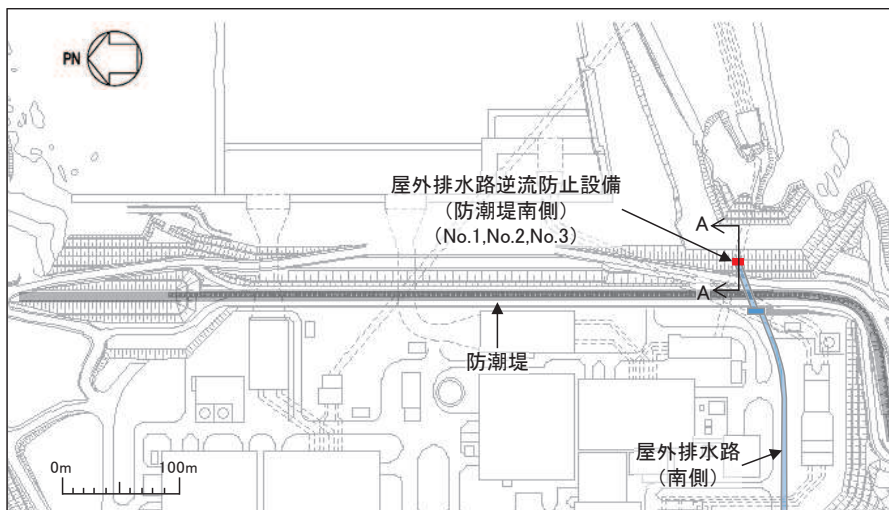 PN
屋外排水路逆流防止設備
（防潮堤南側）
（No.1,No.2,No.3）
A
A
防潮堤
屋外排水路
（南側）
0m
100m